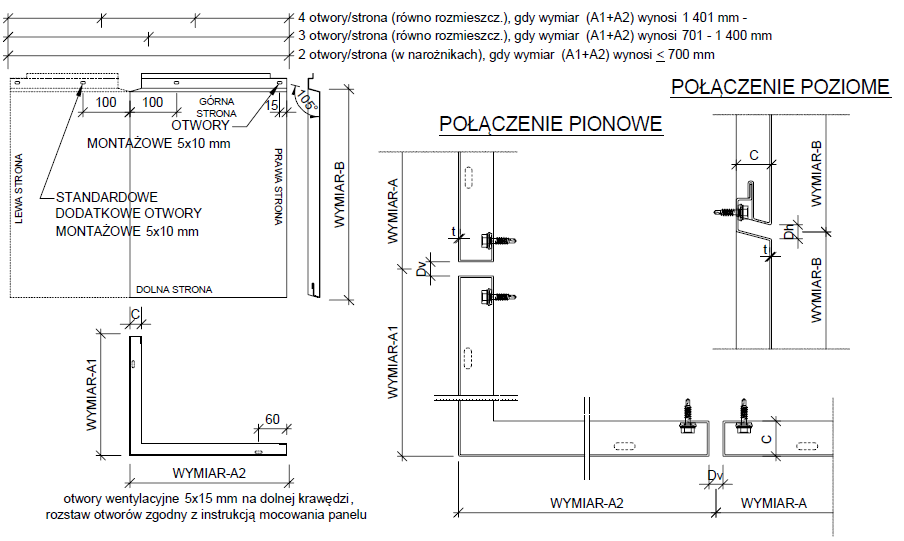 4 otwory/strona (równo rozmieszcz.), gdy wymiar (A1+A2) wynosi 1 401 mm -
3 otwory/strona (równo rozmieszcz.), gdy wymiar (A1+A2) wynosi 701 - 1 400 mm
2 otwory/strona (w narożnikach), gdy wymiar (A1+A2) wynosi ≤ 700 mm
POŁĄCZENIE POZIOME
POŁĄCZENIE PIONOWE
100
100
GÓRNA
STRONA
15
105°
OTWORY
MONTAŻOWE 5x10 mm
LEWA STRONA
PRAWA STRONA
WYMIAR-B
STANDARDOWE
DODATKOWE OTWORY
MONTAŻOWE 5x10 mm
DOLNA STRONA
C
WYMIAR-A1
60
WYMIAR-A2
otwory wentylacyjne 5x15 mm na dolnej krawędzi,
rozstaw otworów zgodny z instrukcją mocowania panelu
WYMIAR-A
t
Dv
WYMIAR-A1
C
Dv
WYMIAR-A2
WYMIAR-A
C
WYMIAR-B
Dh
t
WYMIAR-B